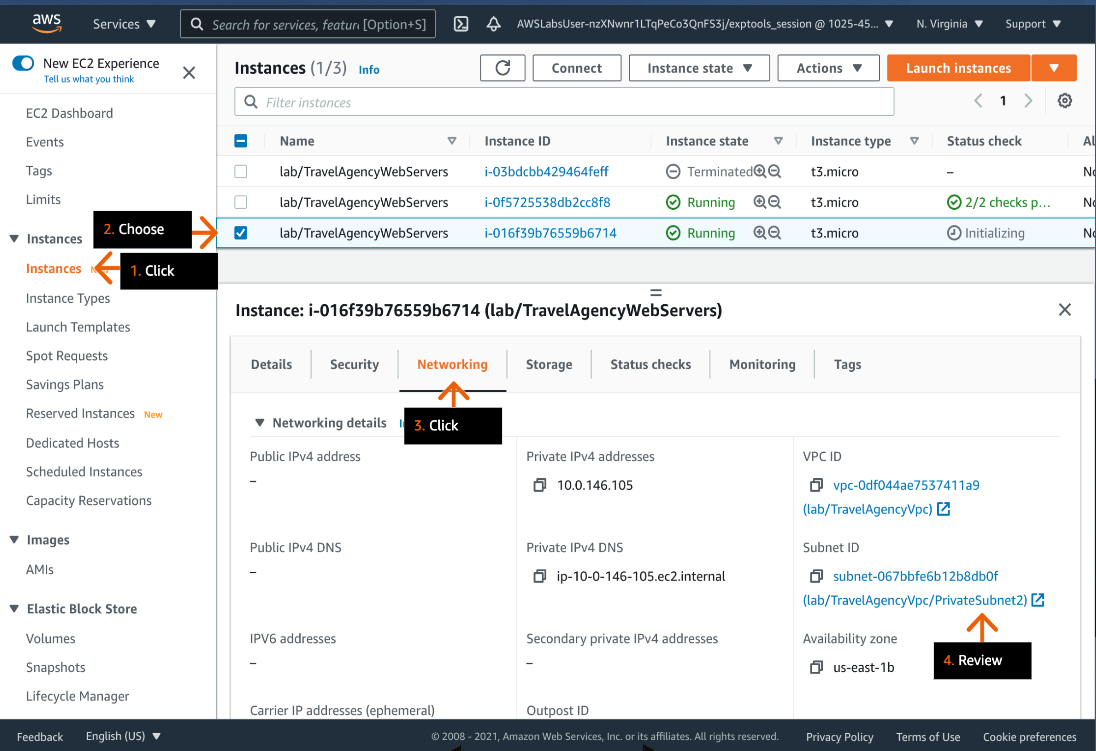 aws
Services
Search for services, featur [Option+S]
AWSLabsUser-nzXNwnr1LTqPeCo3QnFS3j/exptools_session @ 1025-45...
N. Virginia
Support
New EC2 Experience
Tell us what you think
EC2 Dashboard
Events
Tags
Limits
Instances
Instances
Instance Types
Launch Templates
Spot Requests
Savings Plans
Reserved Instances New
Dedicated Hosts
Scheduled Instances
Capacity Reservations
Images
AMIs
Elastic Block Store
Volumes
Snapshots
Lifecycle Manager
2. Choose
1. Click
Instances (1/3) Info
Connect
Instance state
Actions
Launch instances
Filter instances
1
Name Instance ID Instance state Instance type Status check Al
lab/TravelAgencyWebServers i-03bdcbb429464feff Terminated t3.micro – No
lab/TravelAgencyWebServers i-0f5725538db2cc8f8 Running t3.micro 2/2 checks p... No
lab/TravelAgencyWebServers i-016f39b76559b6714 Running t3.micro Initializing No
Instance: i-016f39b76559b6714 (lab/TravelAgencyWebServers)
Details Security Networking Storage Status checks Monitoring Tags
3. Click
Networking details
Public IPv4 address
–
Private IPv4 addresses
10.0.146.105
VPC ID
vpc-0df044ae7537411a9
(lab/TravelAgencyVpc)
Public IPv4 DNS
–
Private IPv4 DNS
ip-10-0-146-105.ec2.internal
Subnet ID
subnet-067bbfe6b12b8db0f
(lab/TravelAgencyVpc/PrivateSubnet2)
IPV6 addresses
–
Secondary private IPv4 addresses
–
Availability zone
us-east-1b
4. Review
Carrier IP addresses (ephemeral)
Outpost ID
Feedback
English (US)
© 2008 - 2021, Amazon Web Services, Inc. or its affiliates. All rights reserved.
Privacy Policy
Terms of Use
Cookie preferences